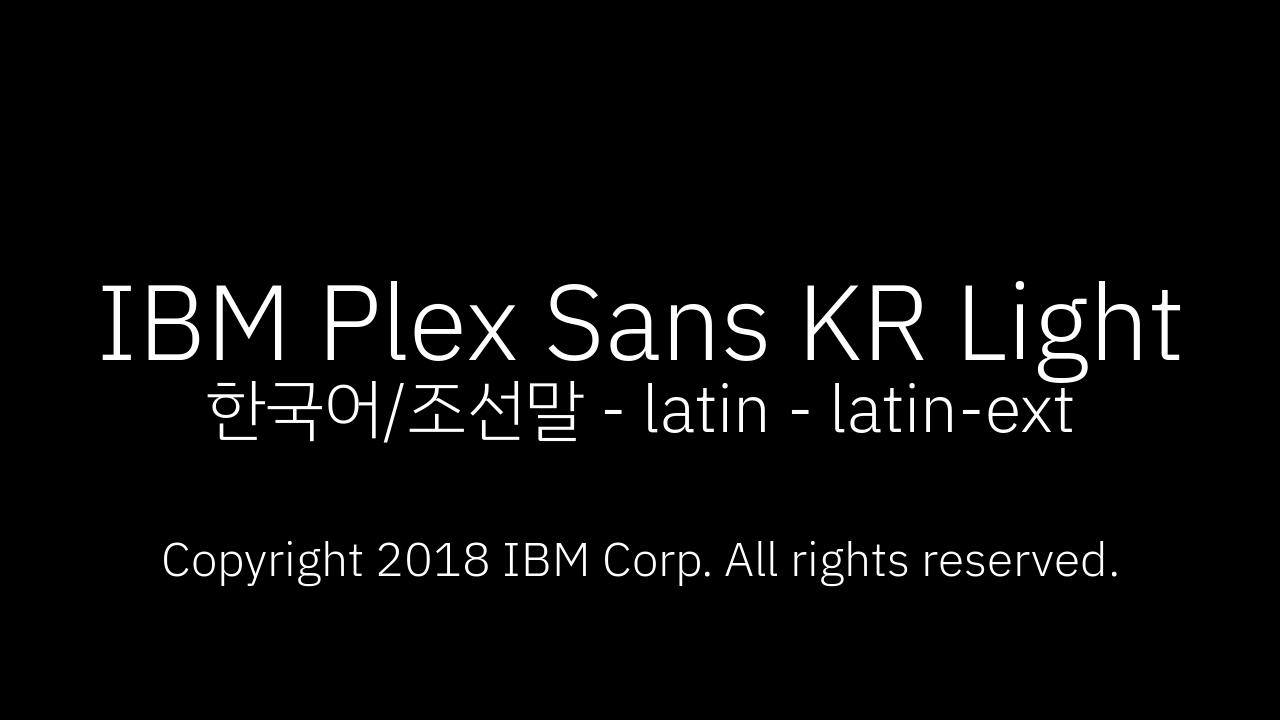 IBM Plex Sans KR Light
한국어/조선말 - latin - latin-ext
Copyright 2018 IBM Corp. All rights reserved.